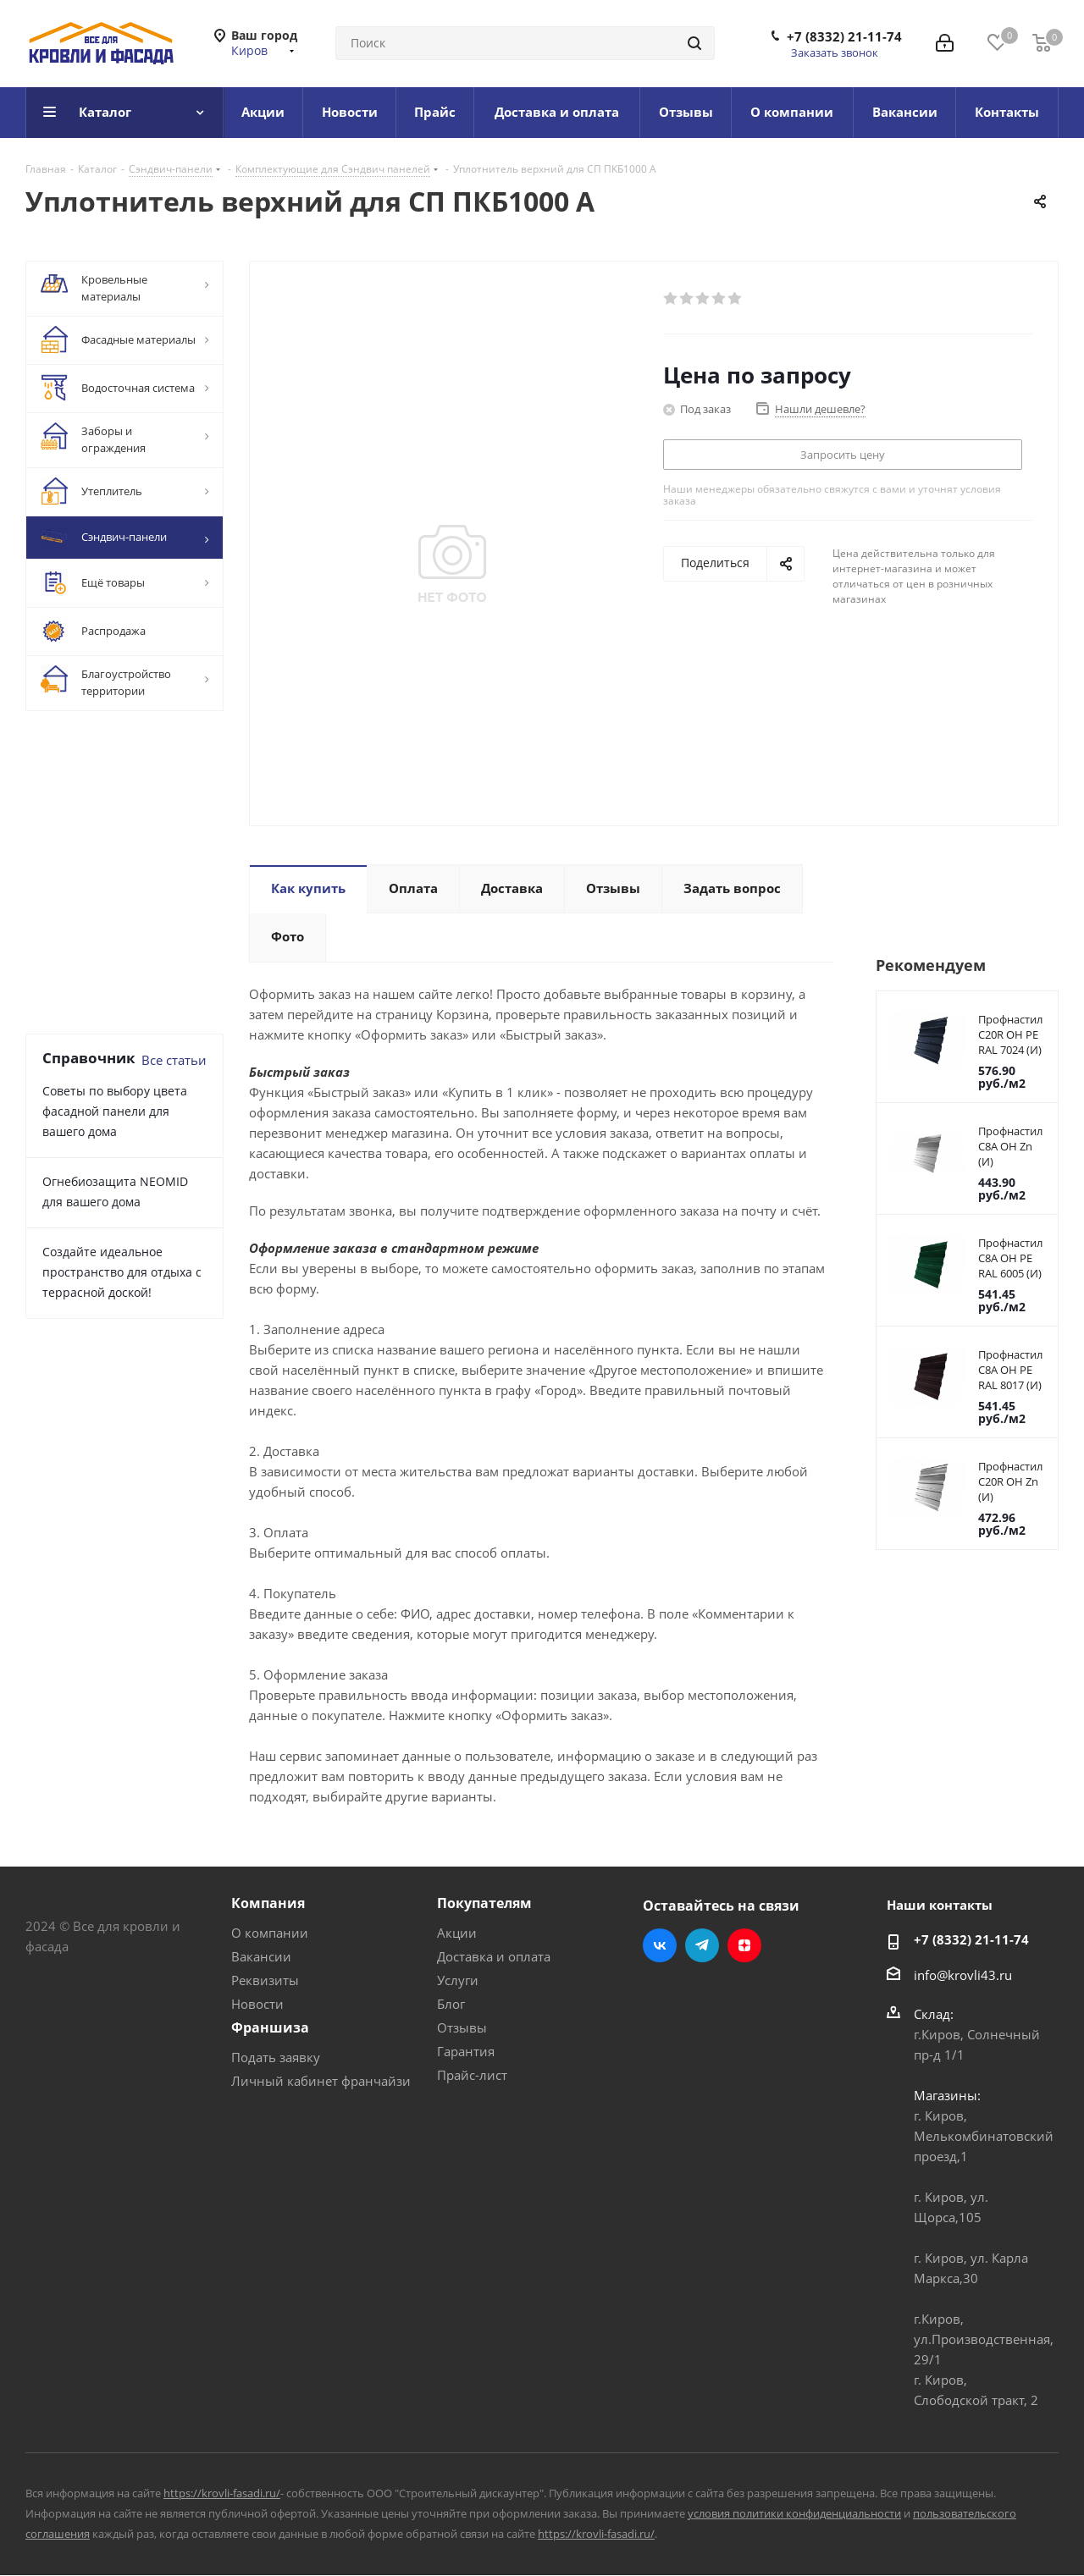 ВСЕ ДЛЯ
КРОВЛИ И ФАСАДА
Ваш город
Киров
Поиск
+7 (8332) 21-11-74
Заказать звонок
0
0
Каталог
Акции
Новости
Прайс
Доставка и оплата
Отзывы
О компании
Вакансии
Контакты
Главная - Каталог - Сэндвич-панели - Комплектующие для Сэндвич панелей - Уплотнитель верхний для СП ПКБ1000 А
Уплотнитель верхний для СП ПКБ1000 А
Кровельные
материалы
Фасадные материалы
Водосточная система
Заборы и
ограждения
Утеплитель
Сэндвич-панели
Ещё товары
Распродажа
Благоустройство
территории
НЕТ ФОТО
Цена по запросу
Под заказ
Нашли дешевле?
Запросить цену
Наши менеджеры обязательно свяжутся с вами и уточнят условия
заказа
Поделиться
Цена действительна только для
интернет-магазина и может
отличаться от цен в розничных
магазинах
Справочник
Все статьи
Советы по выбору цвета
фасадной панели для
вашего дома
Огнебиозащита NEOMID
для вашего дома
Создайте идеальное
пространство для отдыха с
террасной доской!
Как купить
Оплата
Доставка
Отзывы
Задать вопрос
Фото
Оформить заказ на нашем сайте легко! Просто добавьте выбранные товары в корзину, а
затем перейдите на страницу Корзина, проверьте правильность заказанных позиций и
нажмите кнопку «Оформить заказ» или «Быстрый заказ».
Быстрый заказ
Функция «Быстрый заказ» или «Купить в 1 клик» - позволяет не проходить всю процедуру
оформления заказа самостоятельно. Вы заполняете форму, и через некоторое время вам
перезвонит менеджер магазина. Он уточнит все условия заказа, ответит на вопросы,
касающиеся качества товара, его особенностей. А также подскажет о вариантах оплаты и
доставки.
По результатам звонка, вы получите подтверждение оформленного заказа на почту и счёт.
Оформление заказа в стандартном режиме
Если вы уверены в выборе, то можете самостоятельно оформить заказ, заполнив по этапам
всю форму.
1. Заполнение адреса
Выберите из списка название вашего региона и населённого пункта. Если вы не нашли
свой населённый пункт в списке, выберите значение «Другое местоположение» и впишите
название своего населённого пункта в графу «Город». Введите правильный почтовый
индекс.
2. Доставка
В зависимости от места жительства вам предложат варианты доставки. Выберите любой
удобный способ.
3. Оплата
Выберите оптимальный для вас способ оплаты.
4. Покупатель
Введите данные о себе: ФИО, адрес доставки, номер телефона. В поле «Комментарии к
заказу» введите сведения, которые могут пригодится менеджеру.
5. Оформление заказа
Проверьте правильность ввода информации: позиции заказа, выбор местоположения,
данные о покупателе. Нажмите кнопку «Оформить заказ».
Наш сервис запоминает данные о пользователе, информацию о заказе и в следующий раз
предложит вам повторить к вводу данные предыдущего заказа. Если условия вам не
подходят, выбирайте другие варианты.
Рекомендуем
Профнастил
С20R ОН PE
RAL 7024 (И)
576.90
руб./м2
Профнастил
С8А ОН Zn
(И)
443.90
руб./м2
Профнастил
С8А ОН PE
RAL 6005 (И)
541.45
руб./м2
Профнастил
С8А ОН PE
RAL 8017 (И)
541.45
руб./м2
Профнастил
С20R ОН Zn
(И)
472.96
руб./м2
2024 © Все для кровли и
фасада
Компания
О компании
Вакансии
Реквизиты
Новости
Франшиза
Подать заявку
Личный кабинет франчайзи
Покупателям
Акции
Доставка и оплата
Услуги
Блог
Отзывы
Гарантия
Прайс-лист
Оставайтесь на связи
Наши контакты
+7 (8332) 21-11-74
info@krovli43.ru
Склад:
г.Киров, Солнечный
пр-д 1/1
Магазины:
г. Киров,
Мелькомбинатовский
проезд,1
г. Киров, ул.
Щорса,105
г. Киров, ул. Карла
Маркса,30
г.Киров,
ул.Производственная,
29/1
г. Киров,
Слободской тракт, 2
Вся информация на сайте https://krovli-fasadi.ru/- собственность ООО "Строительный дискаунтер". Публикация информации с сайта без разрешения запрещена. Все права защищены.
Информация на сайте не является публичной офертой. Указанные цены уточняйте при оформлении заказа. Вы принимаете условия политики конфиденциальности и пользовательского
соглашения каждый раз, когда оставляете свои данные в любой форме обратной связи на сайте https://krovli-fasadi.ru/.